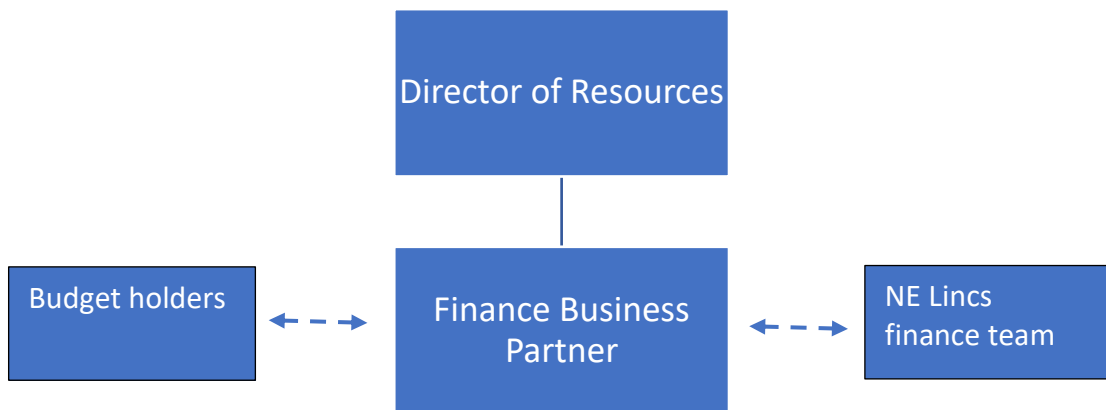 Director of Resources
Budget holders
Finance Business
Partner
NE Lincs
finance team